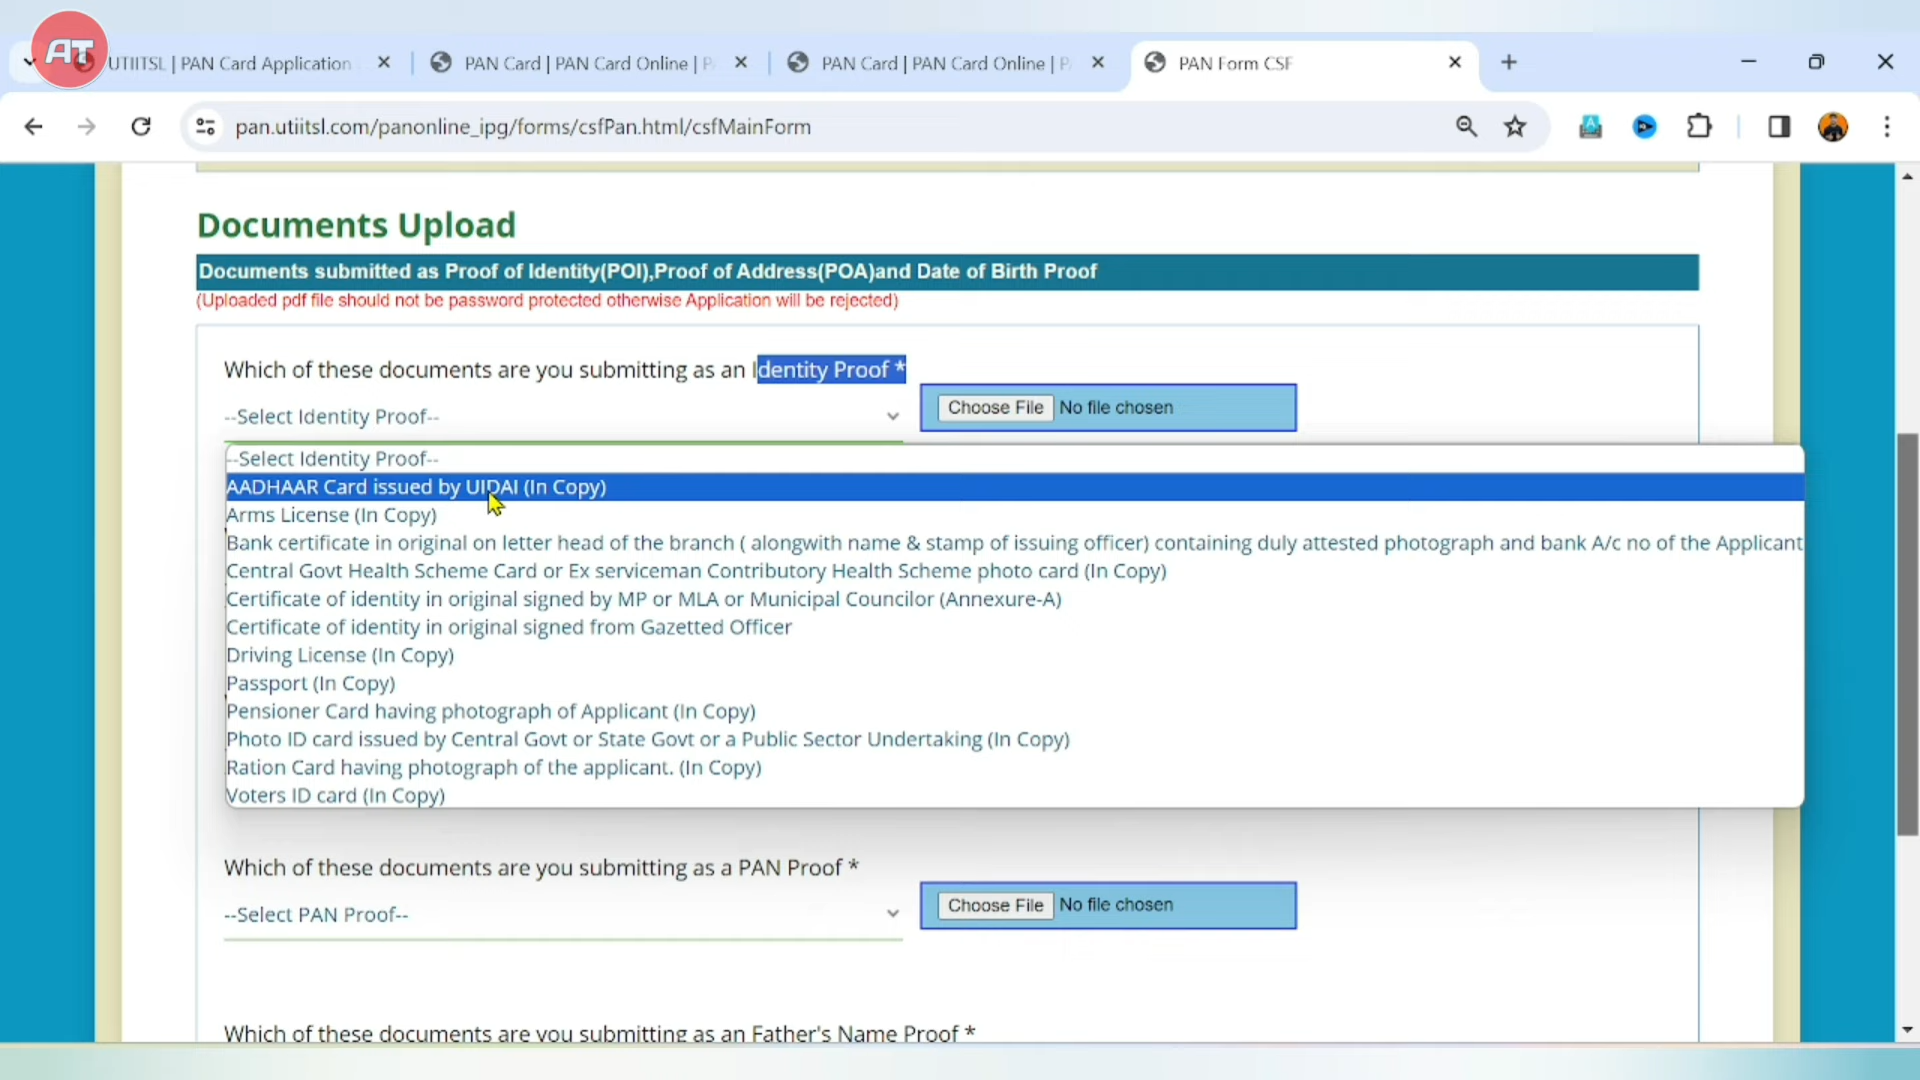 AT
UTIITSL | PAN Card Application
PAN Card | PAN Card Online | P
PAN Card | PAN Card Online | P
PAN Form CSF
pan.utiitsl.com/panonline_ipg/forms/csfPan.html/csfMainForm
Documents Upload
Documents submitted as Proof of Identity(POI),Proof of Address(POA)and Date of Birth Proof
(Uploaded pdf file should not be password protected otherwise Application will be rejected)
Which of these documents are you submitting as an Identity Proof *
--Select Identity Proof--
Choose File No file chosen
--Select Identity Proof--
AADHAAR Card issued by UIDAI (In Copy)
Arms License (In Copy)
Bank certificate in original on letter head of the branch ( alongwith name & stamp of issuing officer) containing duly attested photograph and bank A/c no of the Applicant
Central Govt Health Scheme Card or Ex serviceman Contributory Health Scheme photo card (In Copy)
Certificate of identity in original signed by MP or MLA or Municipal Councilor (Annexure-A)
Certificate of identity in original signed from Gazetted Officer
Driving License (In Copy)
Passport (In Copy)
Pensioner Card having photograph of Applicant (In Copy)
Photo ID card issued by Central Govt or State Govt or a Public Sector Undertaking (In Copy)
Ration Card having photograph of the applicant. (In Copy)
Voters ID card (In Copy)
Which of these documents are you submitting as a PAN Proof *
--Select PAN Proof--
Choose File No file chosen
Which of these documents are you submitting as an Father's Name Proof *